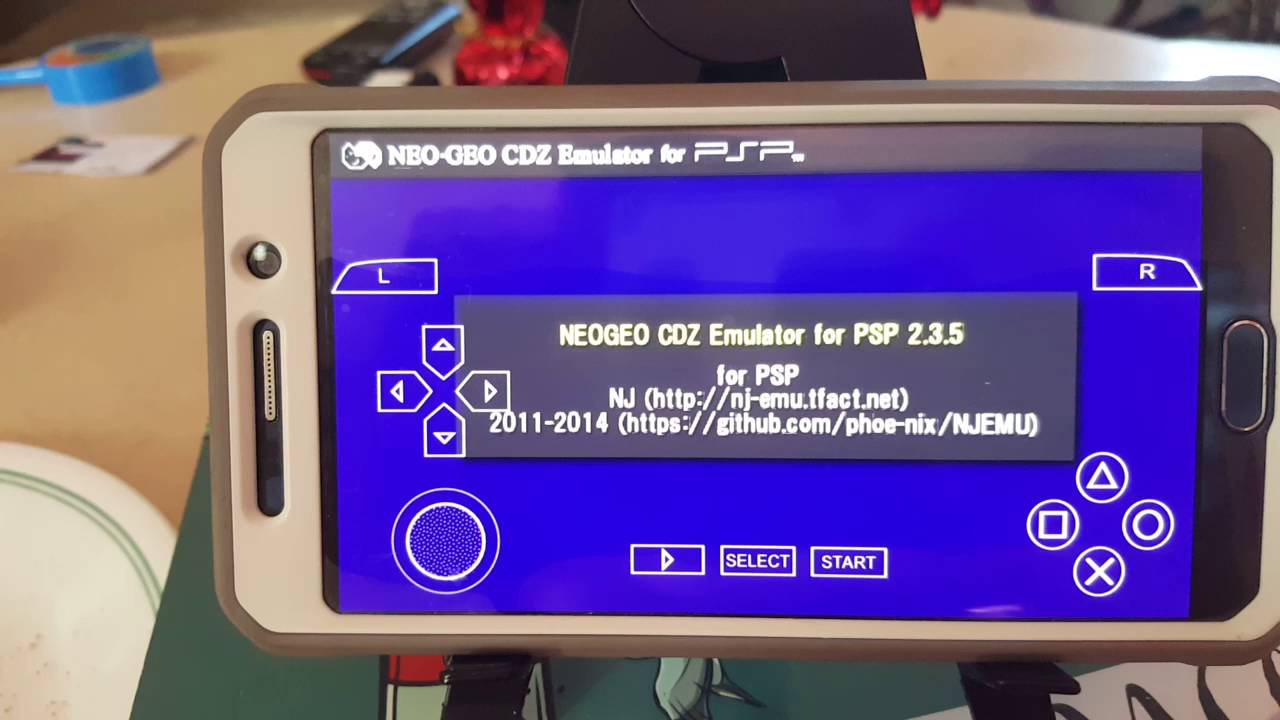 NEO-GEO CDZ Emulator for PSP
L
R
NEOGEO CDZ Emulator for PSP 2.3.5
for PSP
NJ (http://nj-emu.tfact.net)
2011-2014 (https://github.com/phoe-nix/NJEMU)
SELECT
START